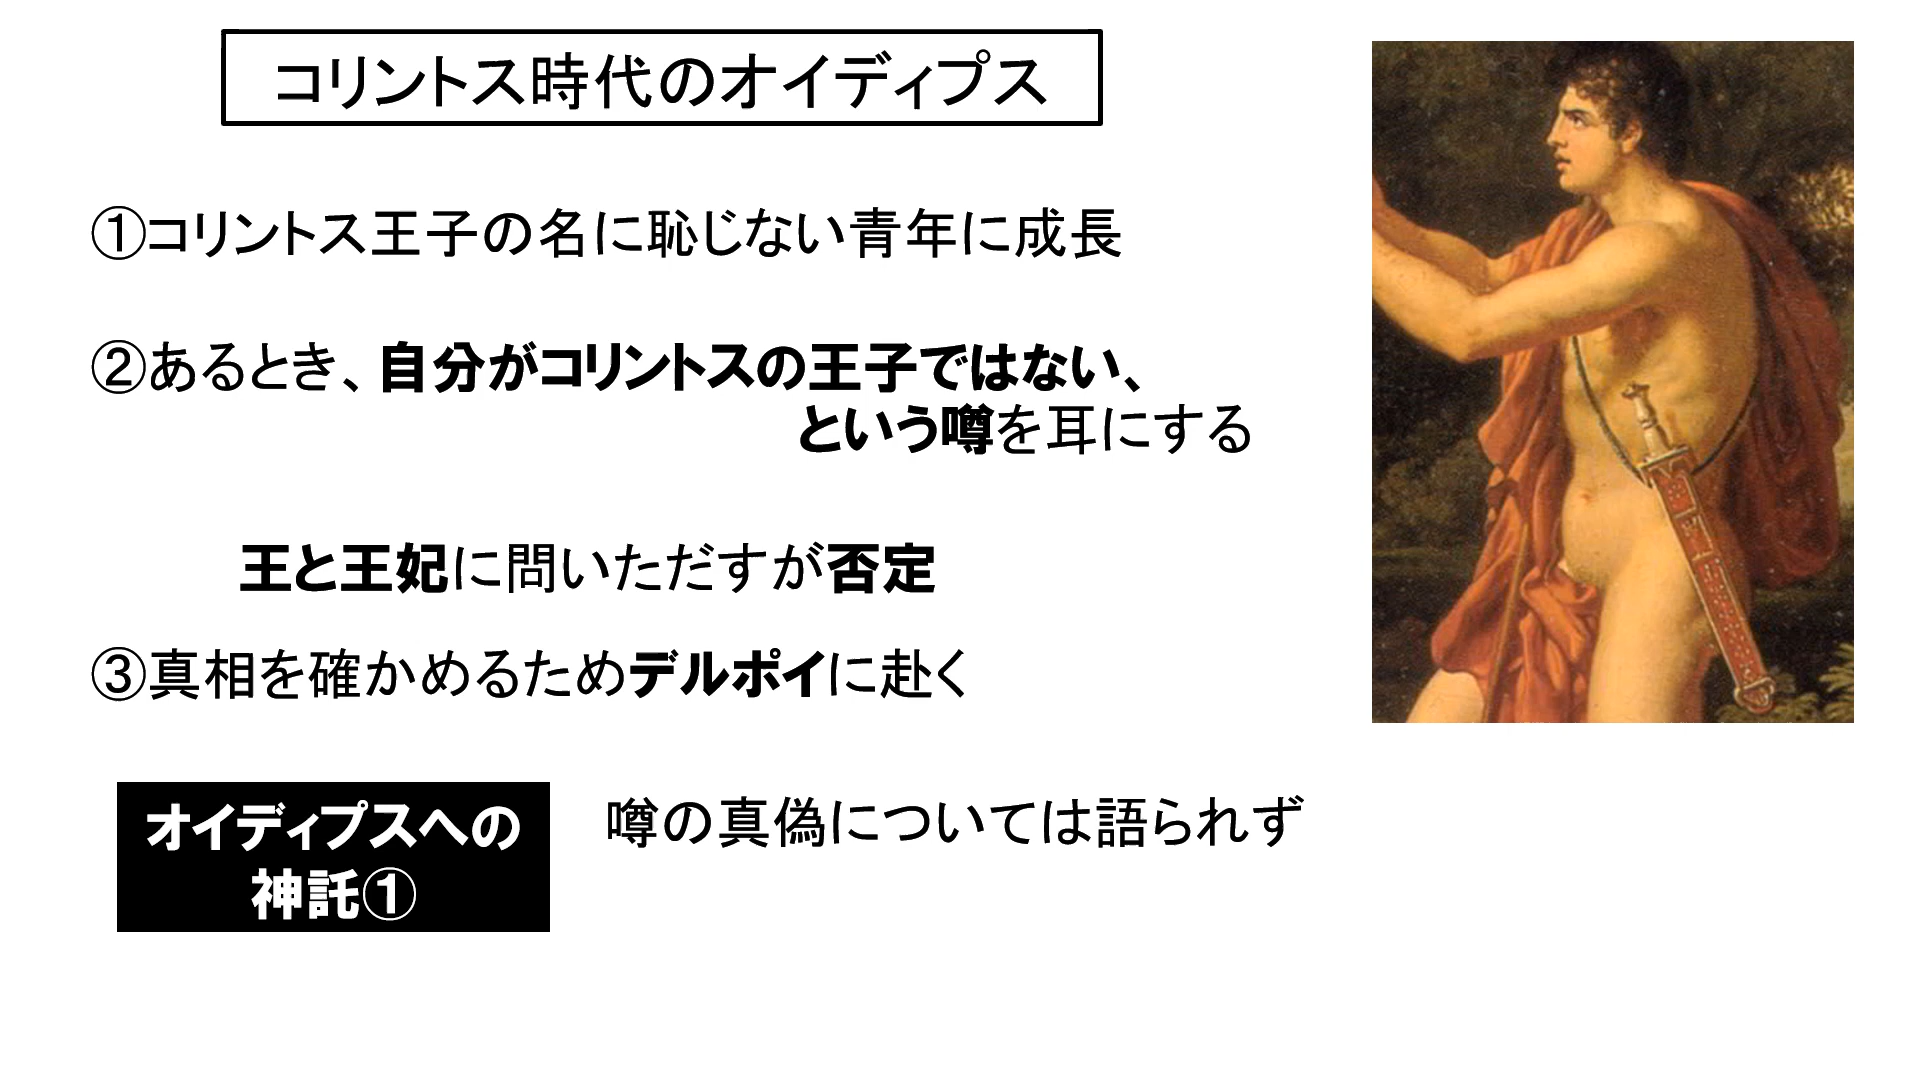 コリントス時代のオイディプス
①コリントス王子の名に恥じない青年に成長
②あるとき、自分がコリントスの王子ではない、
という噂を耳にする
王と王妃に問いただすが否定
③真相を確かめるためデルポイに赴く
オイディプスへの
神託①
噂の真偽については語られず